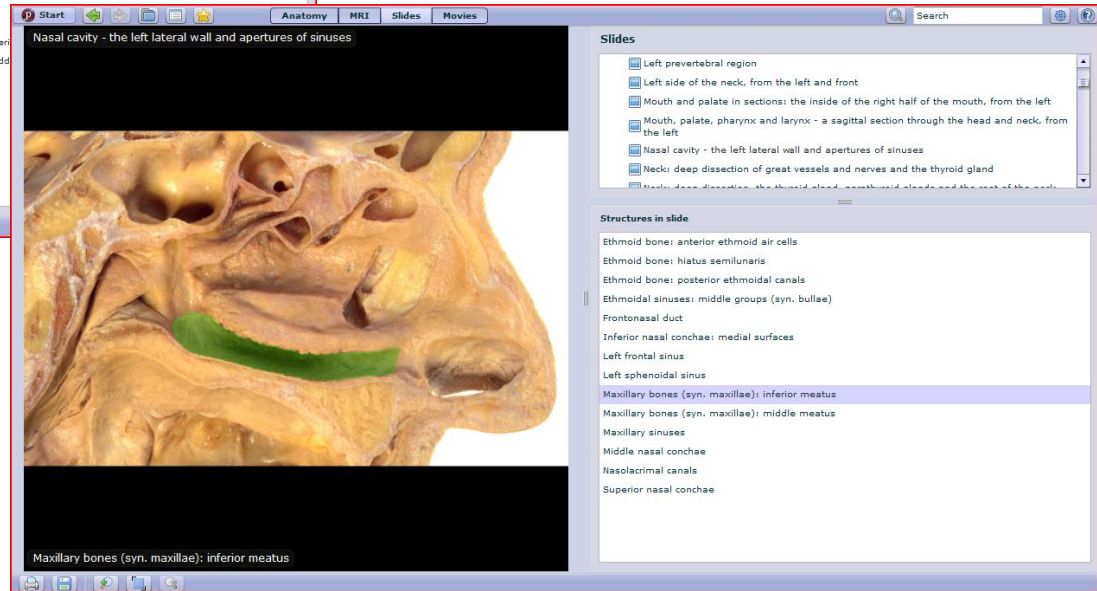 Start
Anatomy MRI Slides Movies
Search
Nasal cavity - the left lateral wall and apertures of sinuses
Maxillary bones (syn. maxillae): inferior meatus
Slides
Left prevertebral region
Left side of the neck, from the left and front
Mouth and palate in sections: the inside of the right half of the mouth, from the left
Mouth, palate, pharynx and larynx - a sagittal section through the head and neck, from
the left
Nasal cavity - the left lateral wall and apertures of sinuses
Neck: deep dissection of great vessels and nerves and the thyroid gland
Structures in slide
Ethmoid bone: anterior ethmoid air cells
Ethmoid bone: hiatus semilunaris
Ethmoid bone: posterior ethmoidal canals
Ethmoidal sinuses: middle groups (syn. bullae)
Frontonasal duct
Inferior nasal conchae: medial surfaces
Left frontal sinus
Left sphenoidal sinus
Maxillary bones (syn. maxillae): inferior meatus
Maxillary bones (syn. maxillae): middle meatus
Maxillary sinuses
Middle nasal conchae
Nasolacrimal canals
Superior nasal conchae